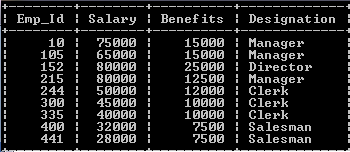 Emp_Id | Salary | Benefits | Designation
10 | 75000 | 15000 | Manager
105 | 65000 | 15000 | Manager
152 | 80000 | 25000 | Director
215 | 80000 | 12500 | Manager
244 | 50000 | 12000 | Clerk
300 | 45000 | 10000 | Clerk
335 | 40000 | 10000 | Clerk
400 | 32000 | 7500 | Salesman
441 | 28000 | 7500 | Salesman